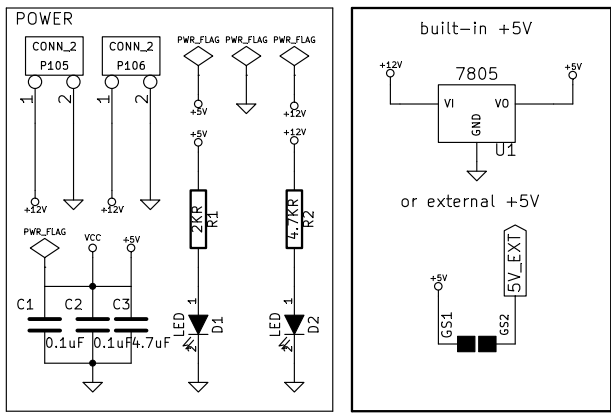 POWER
CONN_2
P105
1
2
+12V
CONN_2
P106
1
2
+12V
PWR_FLAG
+5V
PWR_FLAG
PWR_FLAG
+12V
+5V
2KR
R1
1
LED
D1
2
+12V
4.7KR
R2
1
LED
D2
2
PWR_FLAG
VCC
+5V
C1
C2
C3
0.1uF
0.1uF
4.7uF
built-in +5V
+12V
7805
+5V
VI
VO
GND
U1
or external +5V
+5V
5V_EXT
GS1
GS2